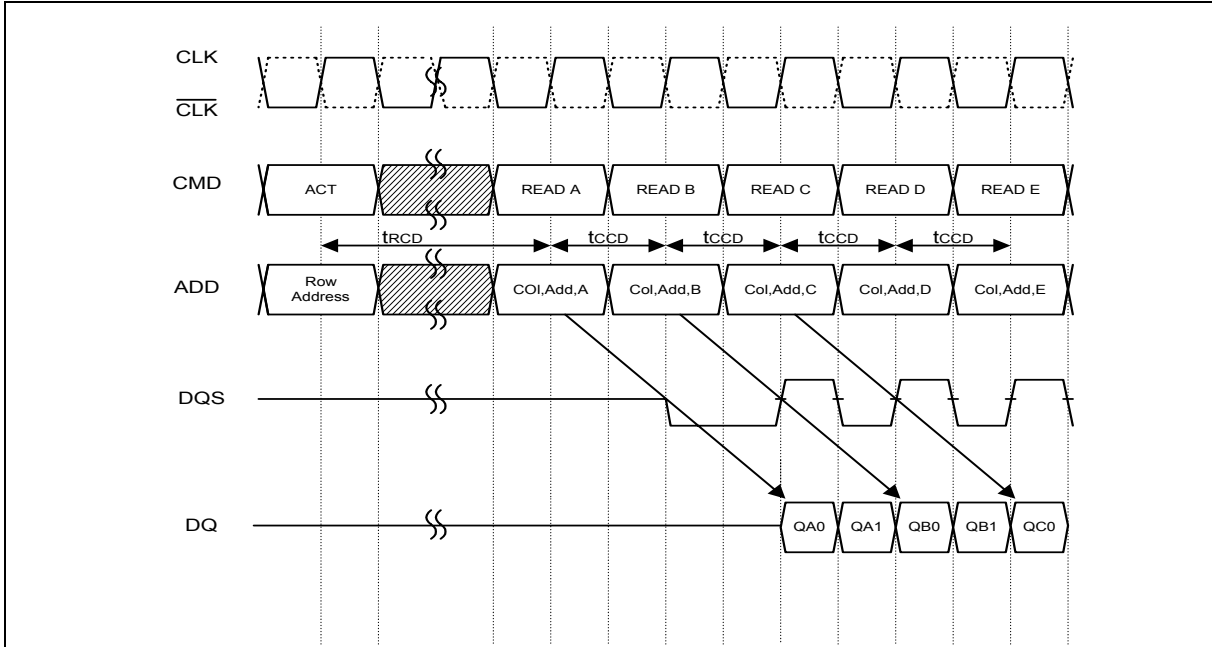 CLK
CLK
CMD
ACT
READ A
READ B
READ C
READ D
READ E
tRCD
tCCD
tCCD
tCCD
tCCD
ADD
Row
Address
COl,Add,A
Col,Add,B
Col,Add,C
Col,Add,D
Col,Add,E
DQS
DQ
QA0
QA1
QB0
QB1
QC0